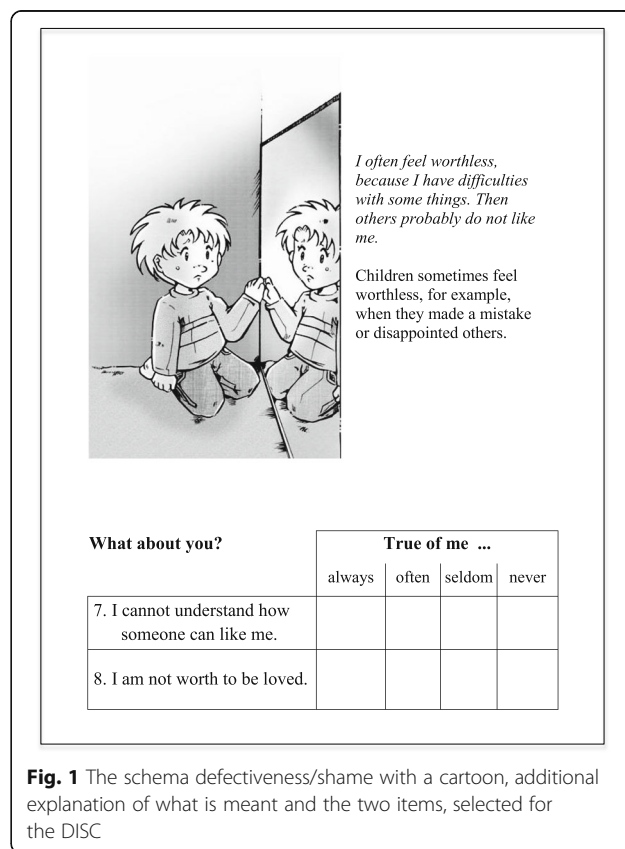 I often feel worthless,
because I have difficulties
with some things. Then
others probably do not like
me.
Children sometimes feel
worthless, for example,
when they made a mistake
or disappointed others.
What about you?
True of me ...
always often seldom never
7. I cannot understand how
someone can like me.
8. I am not worth to be loved.
Fig. 1 The schema defectiveness/shame with a cartoon, additional
explanation of what is meant and the two items, selected for
the DISC